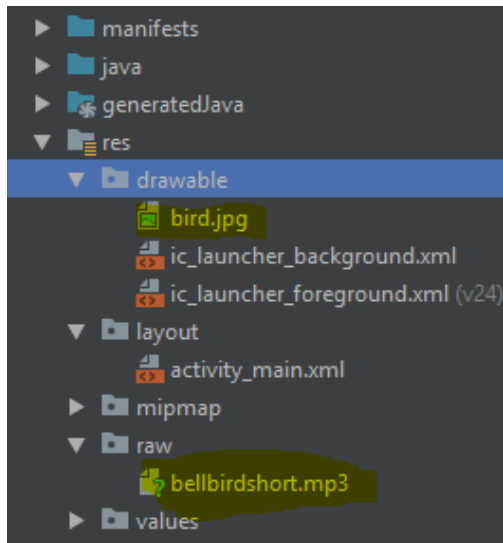 manifests
java
generatedJava
res
drawable
bird.jpg
ic_launcher_background.xml
ic_launcher_foreground.xml (v24)
layout
activity_main.xml
mipmap
raw
bellbirdshort.mp3
values